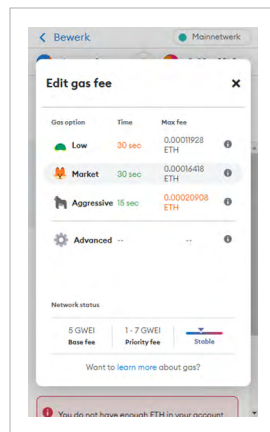 Bewerk
Mainnetwerk
Edit gas fee
Gas option Time Max fee
Low 30 sec 0.00011928 ETH
Market 30 sec 0.00016418 ETH
Aggressive 15 sec 0.00020908 ETH
Advanced -- --
Network status
5 GWEI 1 - 7 GWEI
Base fee Priority fee Stable
Want to learn more about gas?
You do not have enough ETH in your account